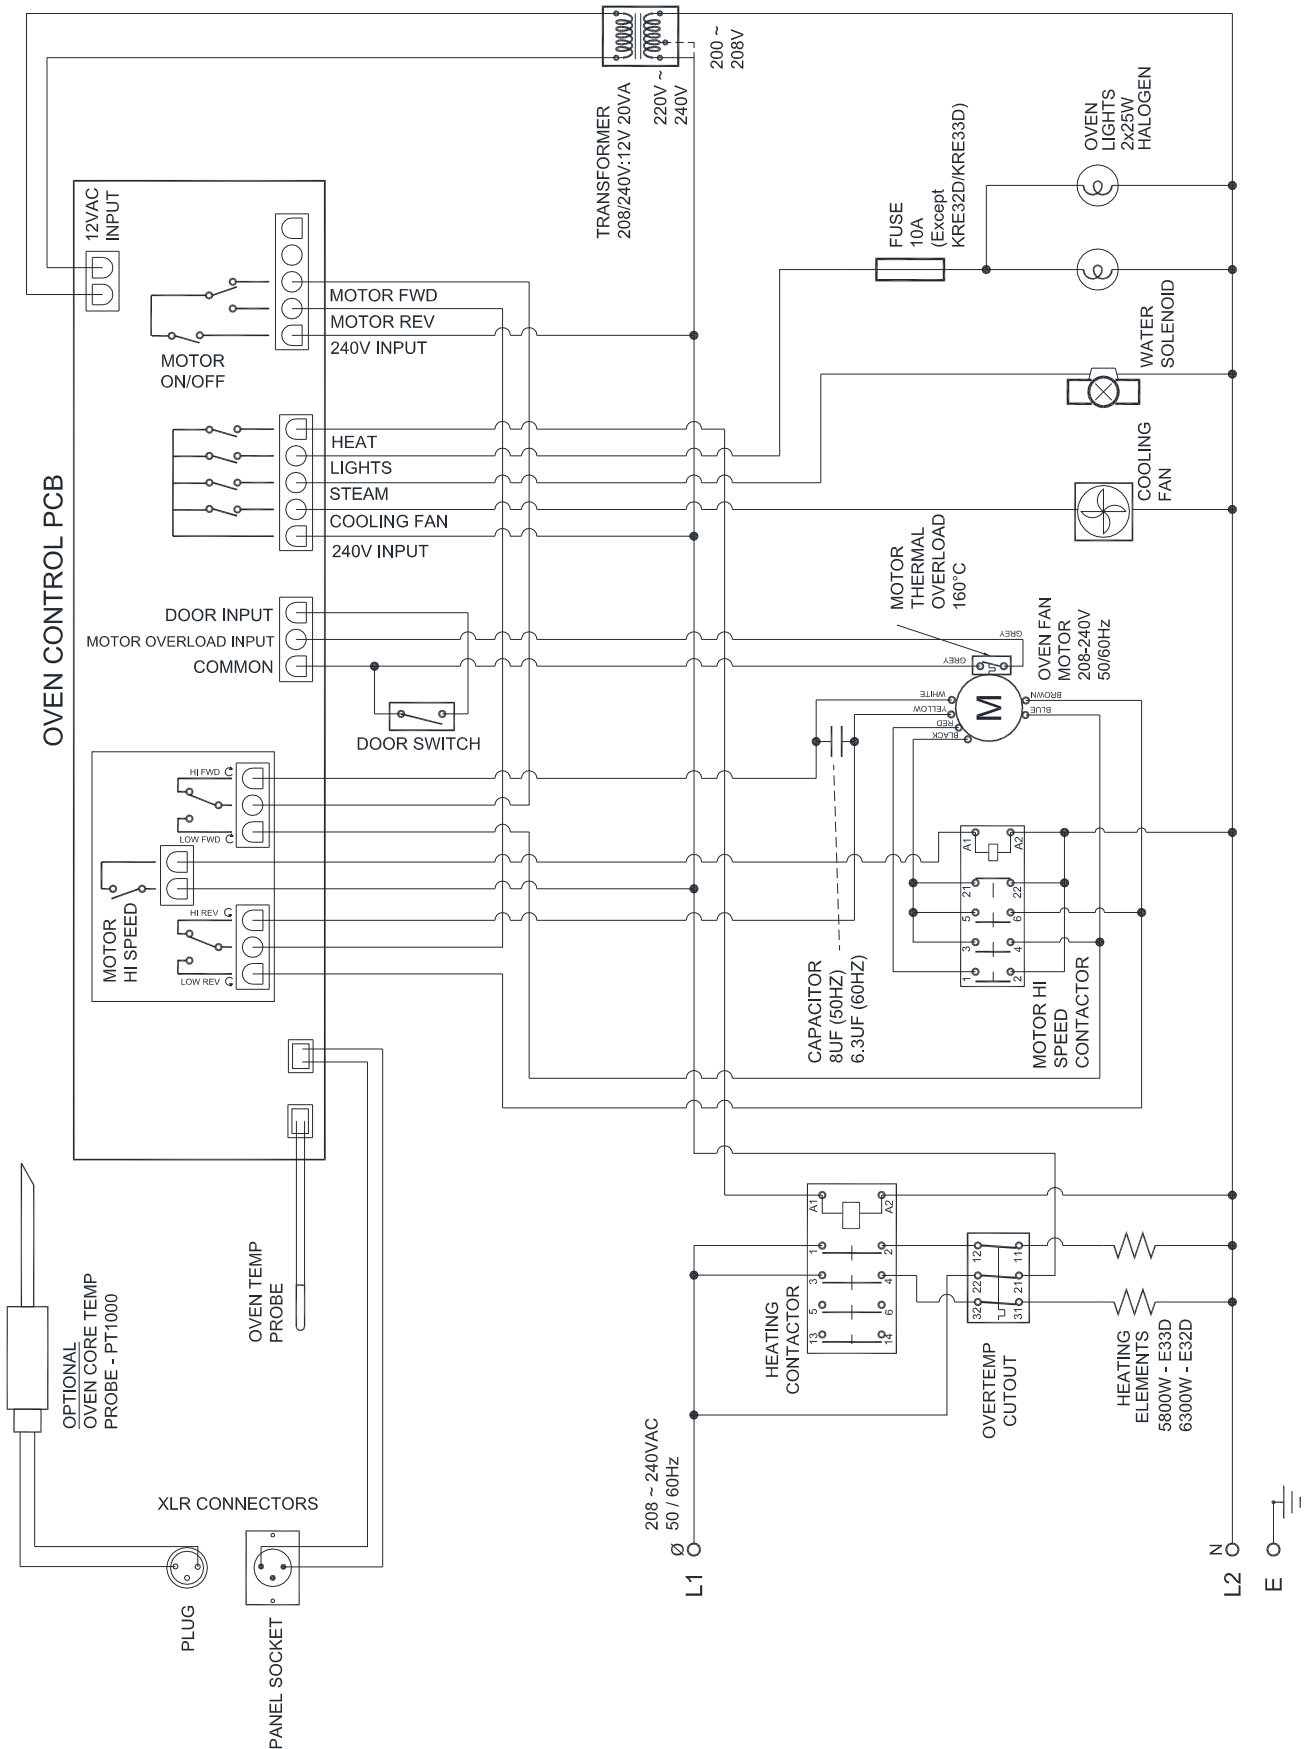 OVEN CONTROL PCB
12VAC
INPUT
MOTOR
ON/OFF
MOTOR FWD
MOTOR REV
240V INPUT
HEAT
LIGHTS
STEAM
COOLING FAN
240V INPUT
DOOR INPUT
MOTOR OVERLOAD INPUT
COMMON
DOOR SWITCH
HI FWD
LOW FWD
MOTOR
HI SPEED
HI REV
LOW REV
TRANSFORMER
208/240V:12V 20VA
220V ~
240V
200 ~
208V
FUSE
10A
(Except
KRE32D/KRE33D)
OVEN
LIGHTS
2x25W
HALOGEN
WATER
SOLENOID
COOLING
FAN
MOTOR
THERMAL
OVERLOAD
160°C
OVEN FAN
MOTOR
208-240V
50/60Hz
GREY
GREY
WHITE
YELLOW
RED
BLACK
BROWN
BLUE
M
CAPACITOR
8UF (50HZ)
6.3UF (60HZ)
A1
A2
21
22
5
6
3
4
1
2
MOTOR HI
SPEED
CONTACTOR
A1
A2
1
2
3
4
5
6
13
14
HEATING
CONTACTOR
12
11
22
21
32
31
OVERTEMP
CUTOUT
HEATING
ELEMENTS
5800W - E33D
6300W - E32D
OPTIONAL
OVEN CORE TEMP
PROBE - PT1000
OVEN TEMP
PROBE
XLR CONNECTORS
PLUG
PANEL SOCKET
208 ~ 240VAC
50 / 60Hz
Ø
L1
N
L2
E